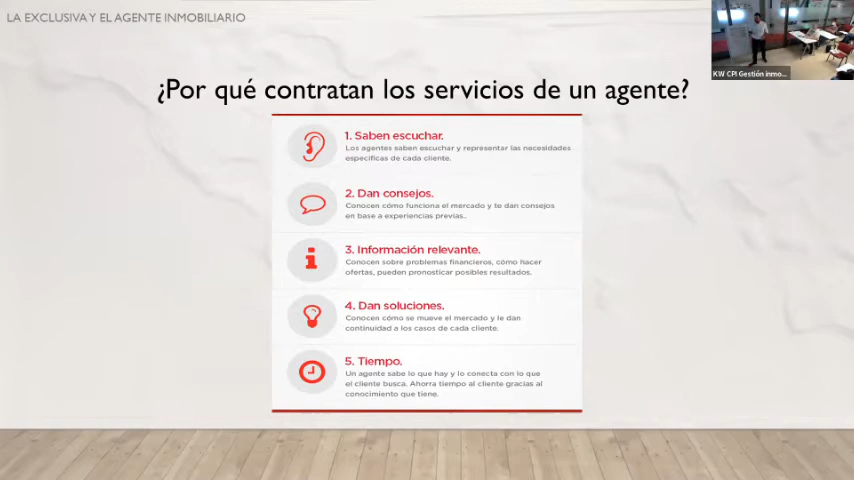 LA EXCLUSIVA Y EL AGENTE INMOBILIARIO
KW CPI Gestión inmo...
¿Por qué contratan los servicios de un agente?
1. Saben escuchar.
Los agentes saben escuchar y representar las necesidades
específicas de cada cliente.
2. Dan consejos.
Conocen cómo funciona el mercado y te dan consejos
en base a experiencias previas..
3. Información relevante.
Conocen sobre problemas financieros, cómo hacer
ofertas, pueden pronosticar posibles resultados.
4. Dan soluciones.
Conocen cómo se mueve el mercado y le dan
continuidad a los casos de cada cliente.
5. Tiempo.
Un agente sabe lo que hay y lo conecta con lo que
el cliente busca. Ahorra tiempo al cliente gracias al
conocimiento que tiene.